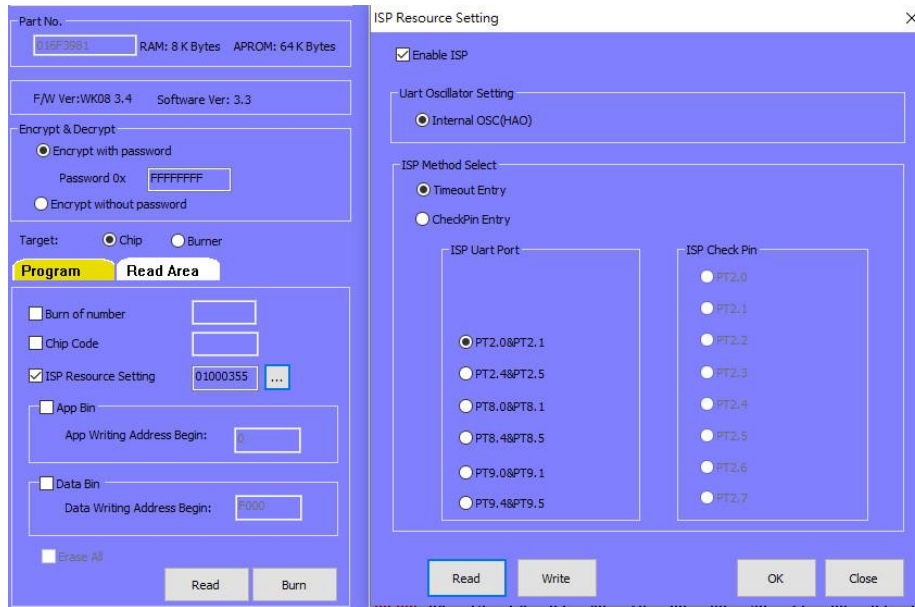 Part No.
016F3981 RAM: 8 K Bytes APROM: 64 K Bytes
F/W Ver:WK08 3.4 Software Ver: 3.3
Encrypt & Decrypt
Encrypt with password
Password 0x FFFFFFFF
Encrypt without password
Target: Chip Burner
Program Read Area
Burn of number
Chip Code
ISP Resource Setting 01000355 ...
App Bin
App Writing Address Begin: 0
Data Bin
Data Writing Address Begin: F000
Erase All
Read Burn
ISP Resource Setting
Enable ISP
Uart Oscillator Setting
Internal OSC(HAO)
ISP Method Select
Timeout Entry
CheckPin Entry
ISP Uart Port
PT2.0&PT2.1
PT2.4&PT2.5
PT8.0&PT8.1
PT8.4&PT8.5
PT9.0&PT9.1
PT9.4&PT9.5
ISP Check Pin
PT2.0
PT2.1
PT2.2
PT2.3
PT2.4
PT2.5
PT2.6
PT2.7
Read Write OK Close